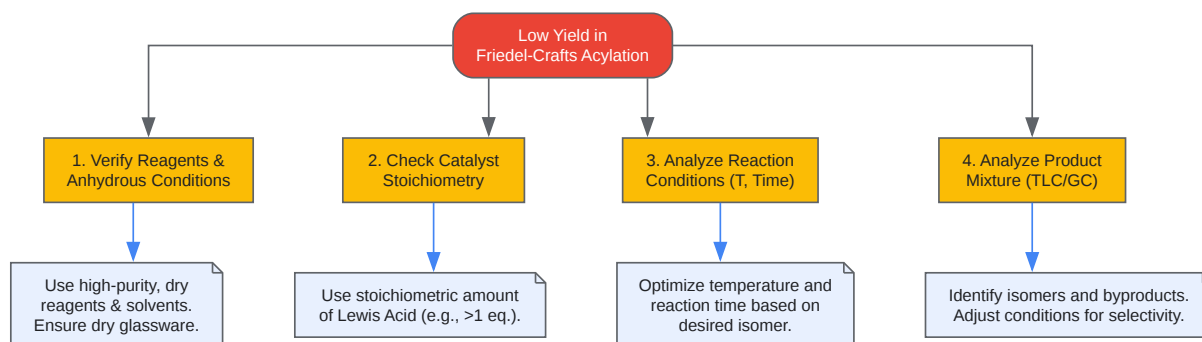 Low Yield in
Friedel-Crafts Acylation
1. Verify Reagents &
Anhydrous Conditions
2. Check Catalyst
Stoichiometry
3. Analyze Reaction
Conditions (T, Time)
4. Analyze Product
Mixture (TLC/GC)
Use high-purity, dry
reagents & solvents.
Ensure dry glassware.
Use stoichiometric amount
of Lewis Acid (e.g., >1 eq.).
Optimize temperature and
reaction time based on
desired isomer.
Identify isomers and byproducts.
Adjust conditions for selectivity.